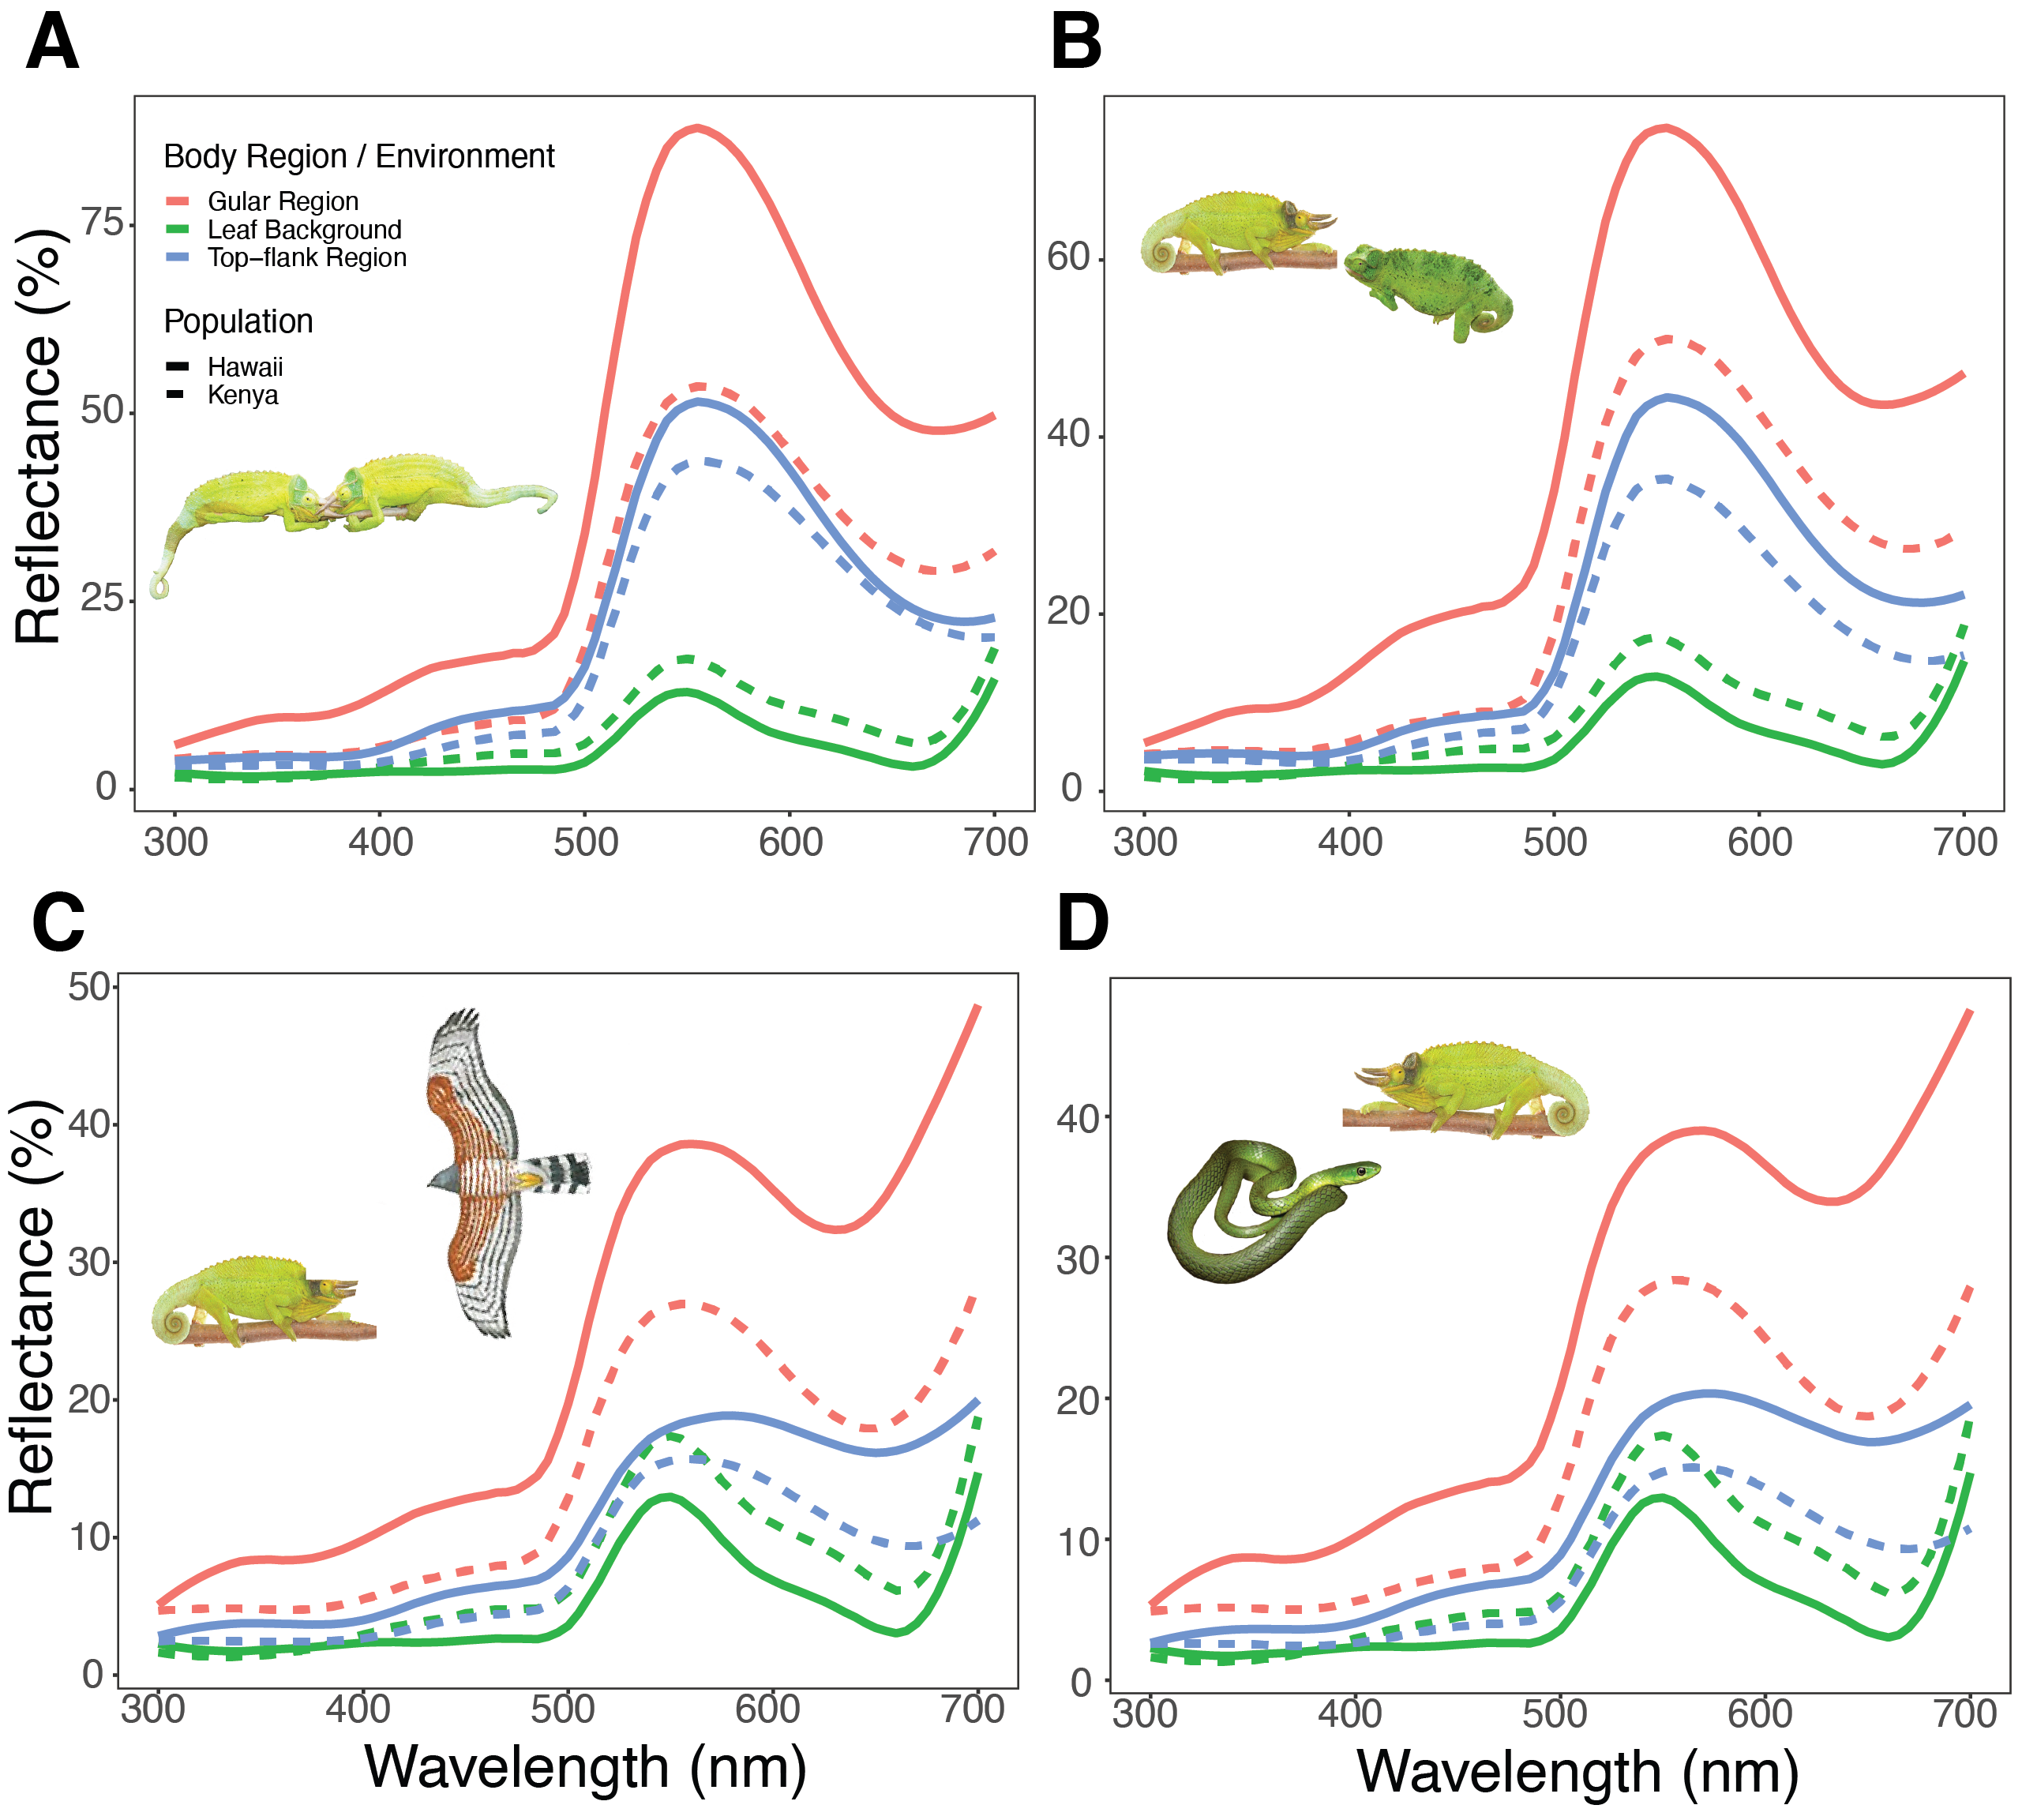 A
B
Body Region / Environment
Gular Region
Leaf Background
Top–flank Region
Population
Hawaii
Kenya
Reflectance (%)
75
50
25
0
300 400 500 600 700
60
40
20
0
300 400 500 600 700
C
D
Reflectance (%)
50
40
30
20
10
0
300 400 500 600 700
Wavelength (nm)
40
30
20
10
0
300 400 500 600 700
Wavelength (nm)